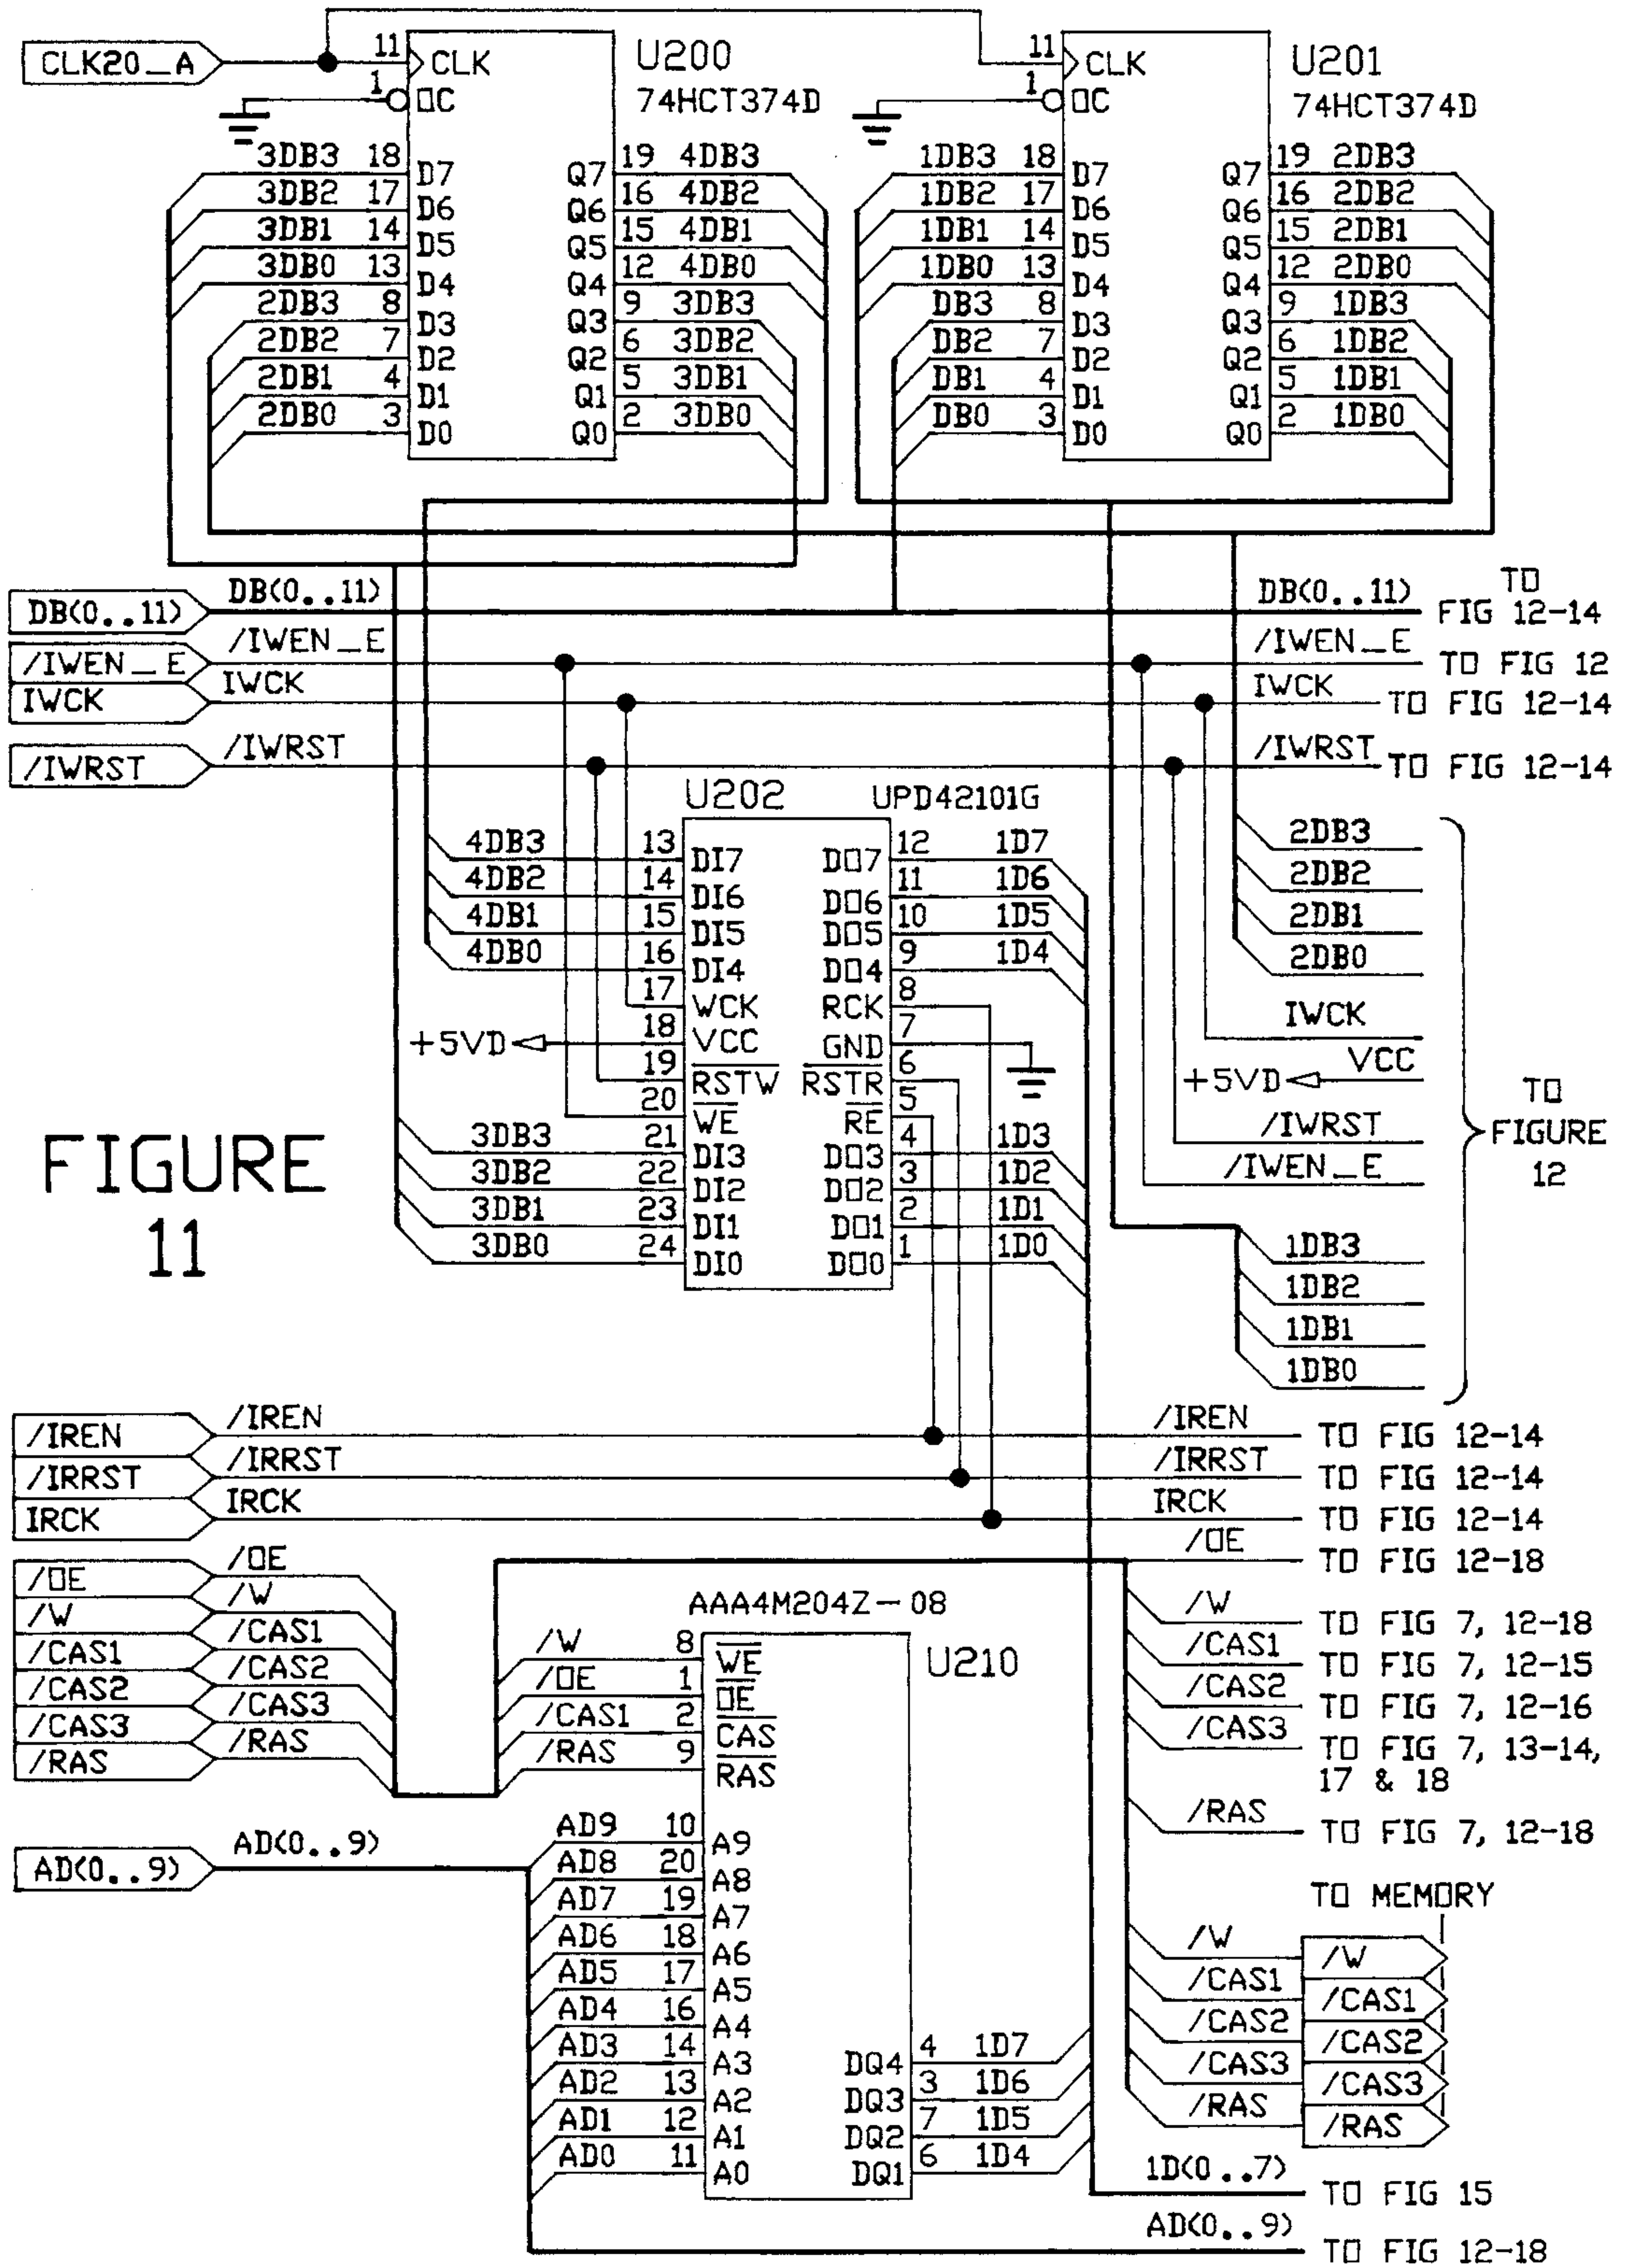 CLK20_A
11 CLK
1 OC
U200
74HCT374D
3DB3 18 D7
3DB2 17 D6
3DB1 14 D5
3DB0 13 D4
2DB3 8 D3
2DB2 7 D2
2DB1 4 D1
2DB0 3 D0
Q7 19 4DB3
Q6 16 4DB2
Q5 15 4DB1
Q4 12 4DB0
Q3 9 3DB3
Q2 6 3DB2
Q1 5 3DB1
Q0 2 3DB0
11 CLK
1 OC
U201
74HCT374D
1DB3 18 D7
1DB2 17 D6
1DB1 14 D5
1DB0 13 D4
DB3 8 D3
DB2 7 D2
DB1 4 D1
DB0 3 D0
Q7 19 2DB3
Q6 16 2DB2
Q5 15 2DB1
Q4 12 2DB0
Q3 9 1DB3
Q2 6 1DB2
Q1 5 1DB1
Q0 2 1DB0
DB(0..11) DB(0..11) DB(0..11) TO FIG 12-14
/IWEN_E /IWEN_E /IWEN_E TO FIG 12
IWCK IWCK IWCK TO FIG 12-14
/IWRST /IWRST /IWRST TO FIG 12-14
U202 UPD42101G
4DB3 13 DI7
4DB2 14 DI6
4DB1 15 DI5
4DB0 16 DI4
17 WCK
+5VD 18 VCC
19 RSTW
20 WE
3DB3 21 DI3
3DB2 22 DI2
3DB1 23 DI1
3DB0 24 DI0
DO7 12 1D7
DO6 11 1D6
DO5 10 1D5
DO4 9 1D4
RCK 8
GND 7
RSTR 6
RE 5
DO3 4 1D3
DO2 3 1D2
DO1 2 1D1
DO0 1 1D0
2DB3
2DB2
2DB1
2DB0
IWCK
+5VD VCC
/IWRST
/IWEN_E
1DB3
1DB2
1DB1
1DB0
TO
FIGURE
12
FIGURE
11
/IREN /IREN /IREN TO FIG 12-14
/IRRST /IRRST /IRRST TO FIG 12-14
IRCK IRCK IRCK TO FIG 12-14
/OE TO FIG 12-18
/OE /OE
/W /W
/CAS1 /CAS1
/CAS2 /CAS2
/CAS3 /CAS3
/RAS /RAS
/W TO FIG 7, 12-18
/CAS1 TO FIG 7, 12-15
/CAS2 TO FIG 7, 12-16
/CAS3 TO FIG 7, 13-14,
17 & 18
/RAS TO FIG 7, 12-18
AAA4M204Z-08
U210
/W 8 WE
/OE 1 OE
/CAS1 2 CAS
/RAS 9 RAS
AD(0..9) AD(0..9)
AD9 10 A9
AD8 20 A8
AD7 19 A7
AD6 18 A6
AD5 17 A5
AD4 16 A4
AD3 14 A3
AD2 13 A2
AD1 12 A1
AD0 11 A0
DQ4 4 1D7
DQ3 3 1D6
DQ2 7 1D5
DQ1 6 1D4
TO MEMORY
/W /W
/CAS1 /CAS1
/CAS2 /CAS2
/CAS3 /CAS3
/RAS /RAS
1D(0..7) TO FIG 15
AD(0..9) TO FIG 12-18